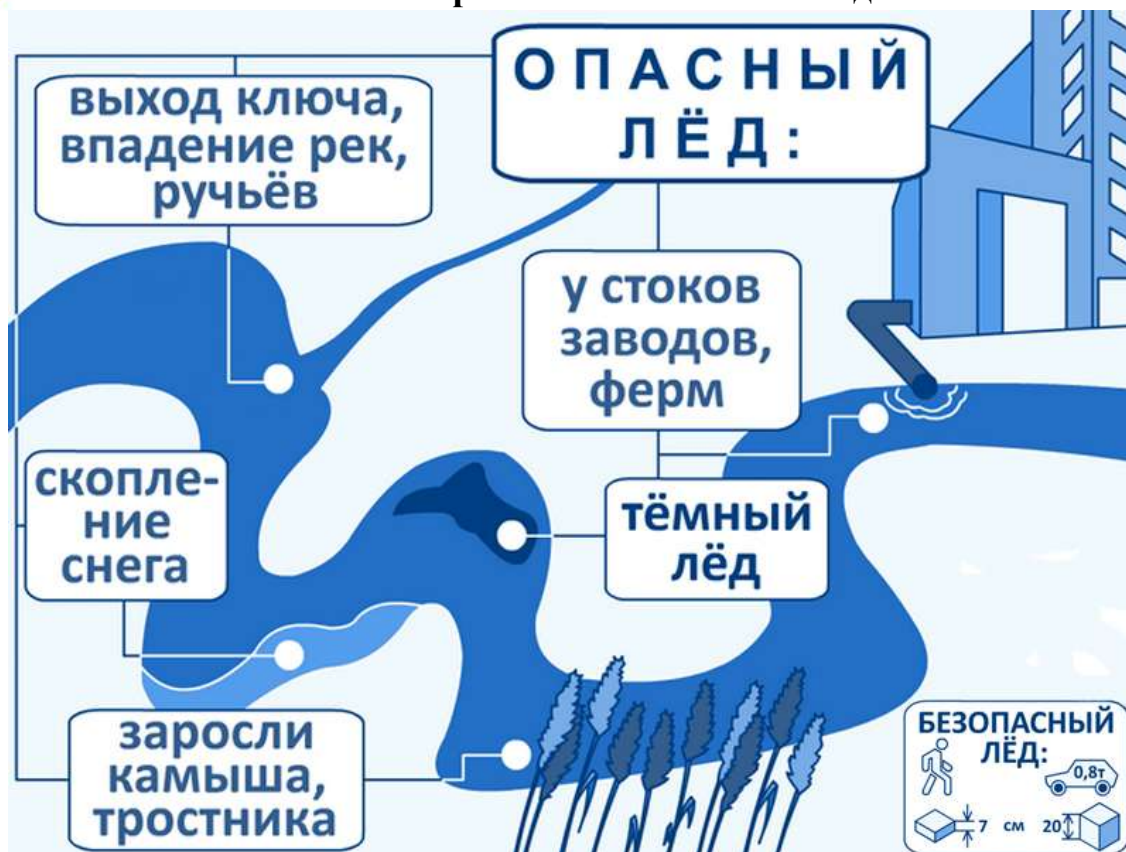 ОПАСНЫЙ
ЛЁД:
выход ключа,
впадение рек,
ручьёв
у стоков
заводов,
ферм
скопле-
ние
снега
тёмный
лёд
заросли
камыша,
тростника
БЕЗОПАСНЫЙ
ЛЁД:
0,8т
7 см 20